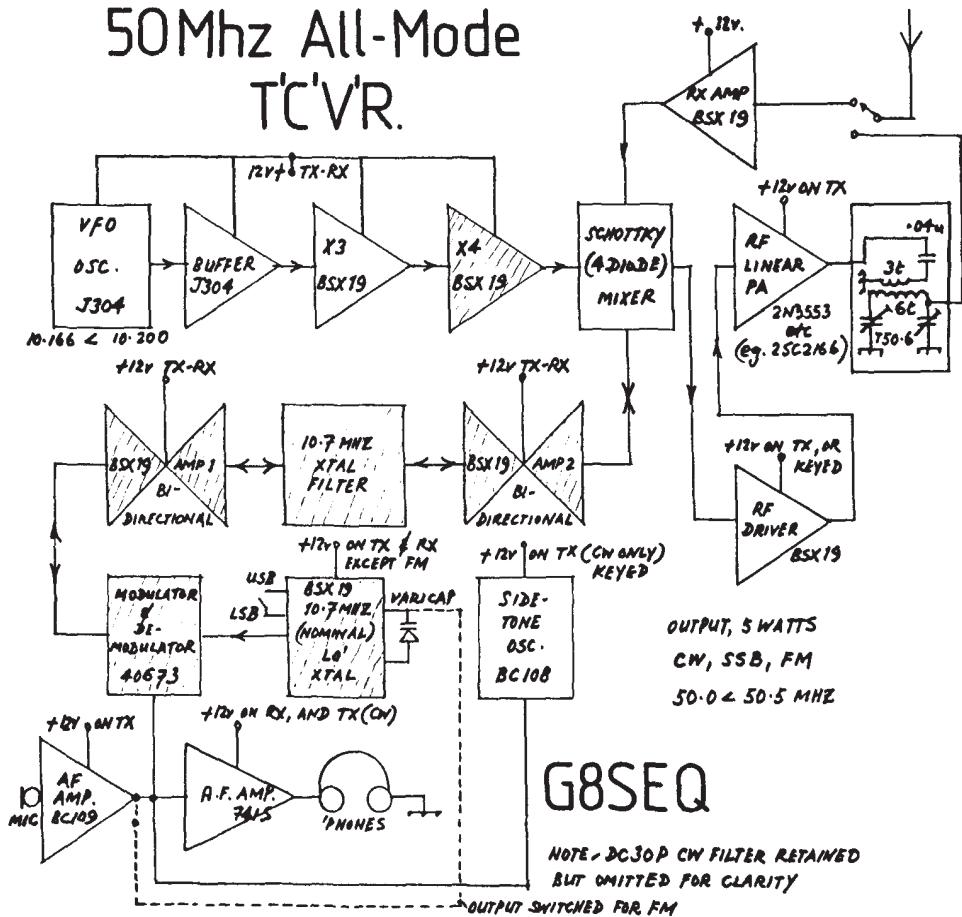 50Mhz All-Mode
T'C'V'R.
+ 12v.
RX AMP
BSX 19
12v+ TX-RX
VFO
OSC.
J304
10.166 < 10.200
BUFFER
J304
X3
BSX19
X4
BSX 19
SCHOTTKY
(4 DIODE)
MIXER
+12v ON TX
RF
LINEAR
PA
2N3553
etc
(eg. 2SC2166)
.04u
3t
6t
T50.6
+12v TX-RX
BSX19
AMP 1
BI-
DIRECTIONAL
10.7 MHZ
XTAL
FILTER
+12v TX-RX
BSX19
AMP2
BI-
DIRECTIONAL
+12v ON TX, OR
KEYED
RF
DRIVER
BSX19
MODULATOR
&
DE-
MODULATOR
40673
+12v ON TX & RX
EXCEPT FM
USB
LSB
BSX19
10.7 MHZ
(NOMINAL)
LO'
XTAL
VARICAP
+12v ON TX (CW ONLY)
KEYED
SIDE-
TONE
OSC.
BC108
OUTPUT, 5 WATTS
CW, SSB, FM
50.0 < 50.5 MHZ
+12v ON TX
MIC
AF
AMP.
BC109
+12v ON RX, AND TX (CW)
A.F. AMP.
741S
'PHONES
G8SEQ
NOTE - DC30P CW FILTER RETAINED
BUT OMITTED FOR CLARITY
OUTPUT SWITCHED FOR FM